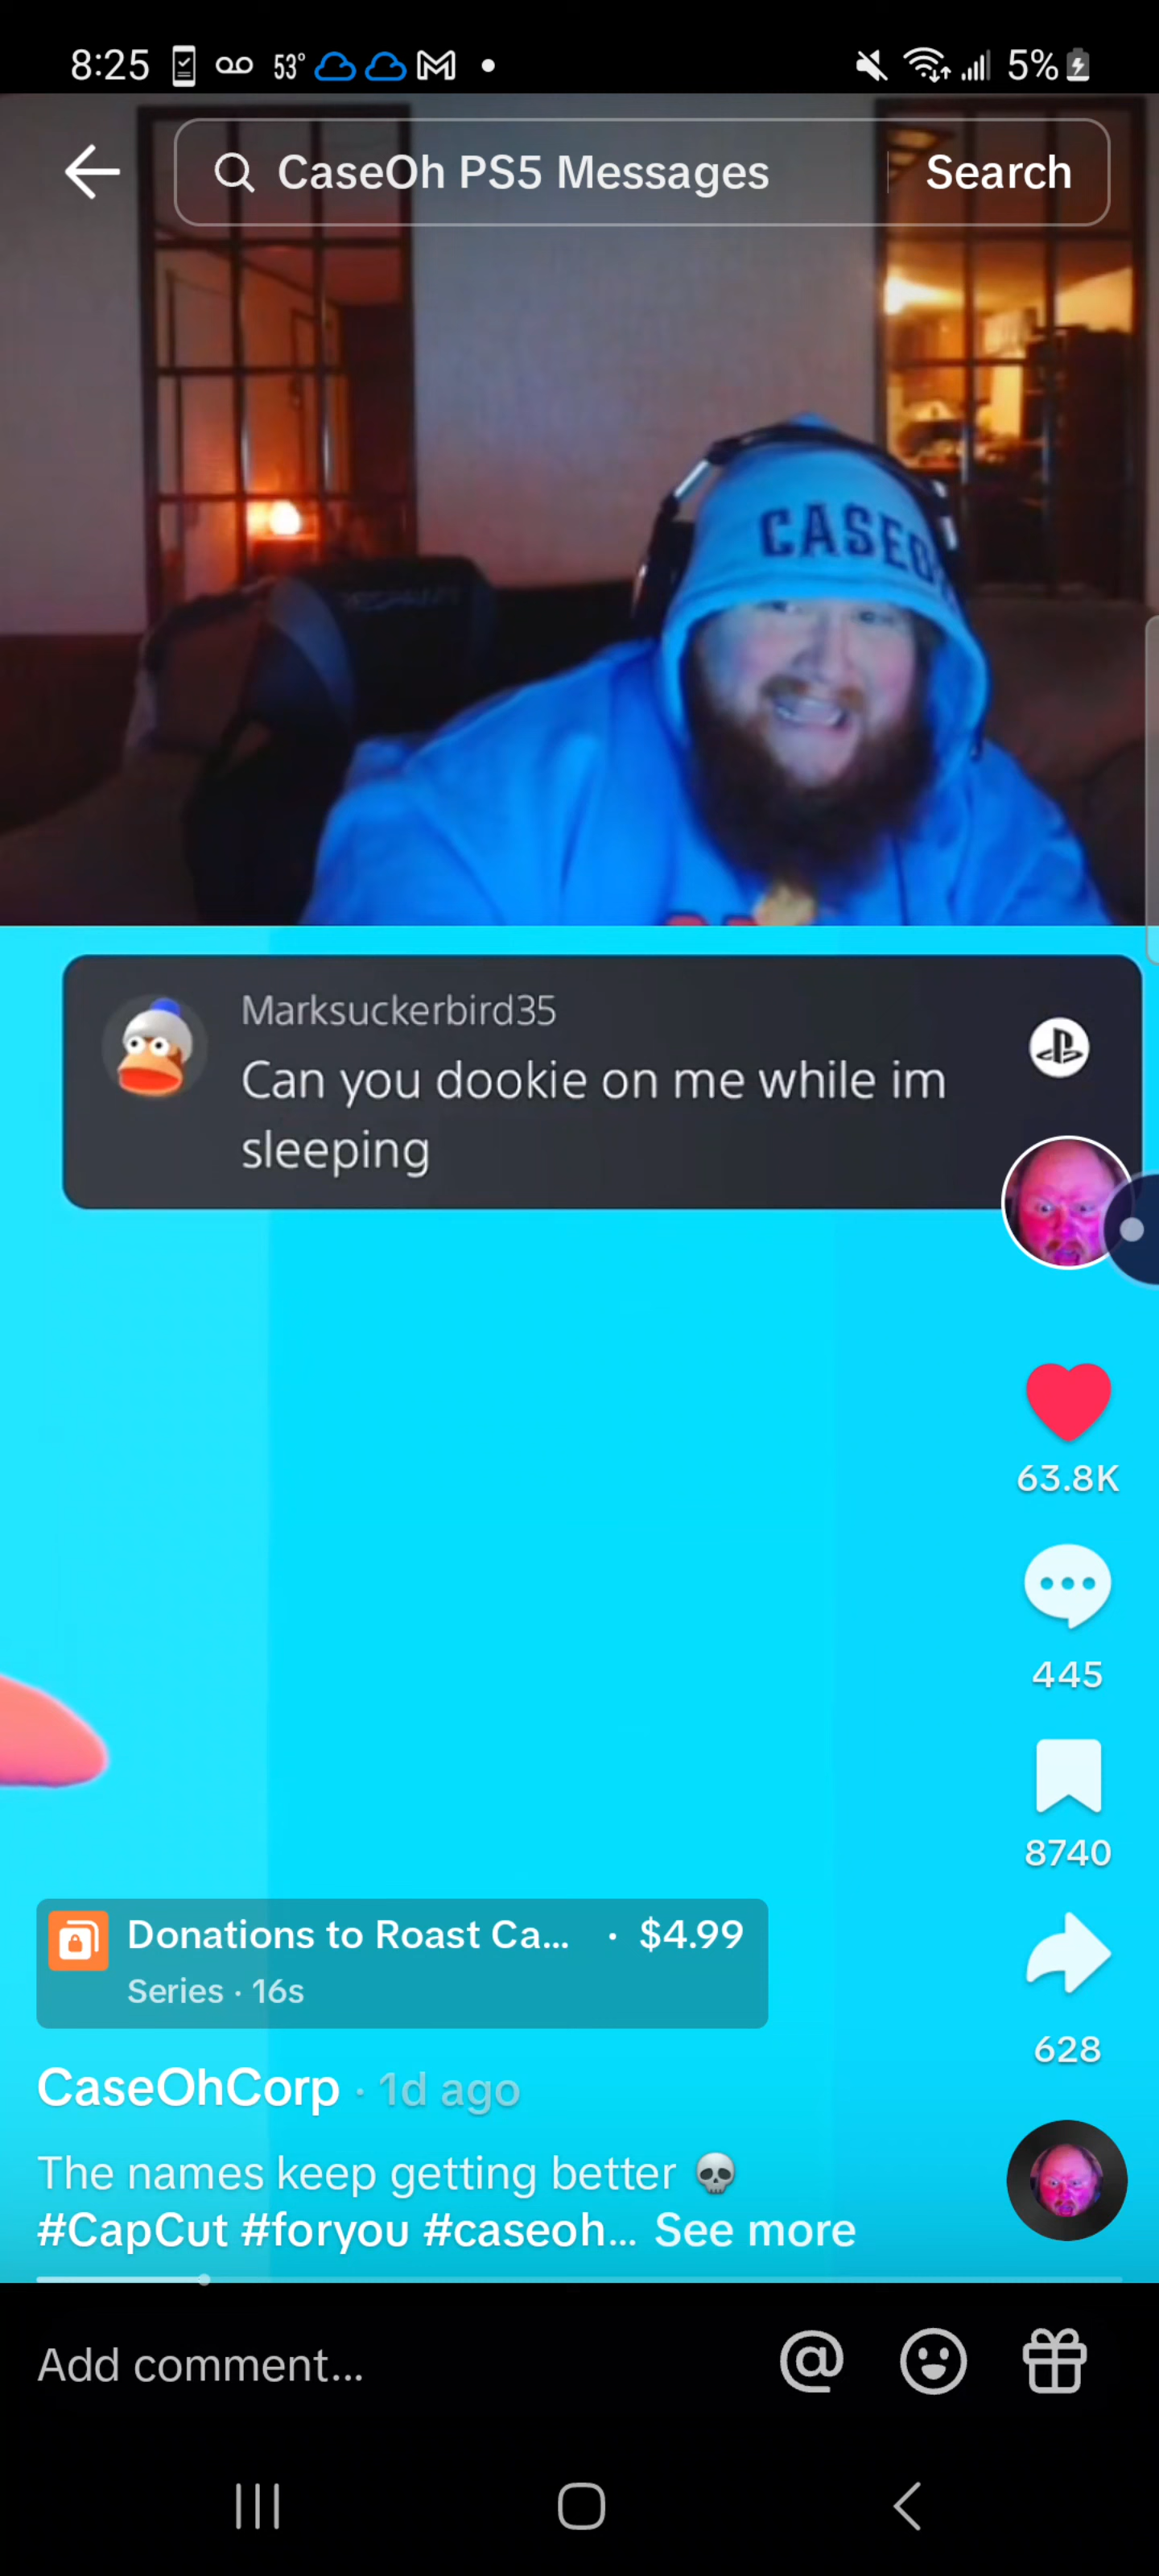 8:25 53° 5%
CaseOh PS5 Messages Search
CASEO
Marksuckerbird35
Can you dookie on me while im
sleeping
63.8K
445
8740
Donations to Roast Ca... · $4.99
Series · 16s
628
CaseOhCorp · 1d ago
The names keep getting better 💀
#CapCut #foryou #caseoh... See more
Add comment...